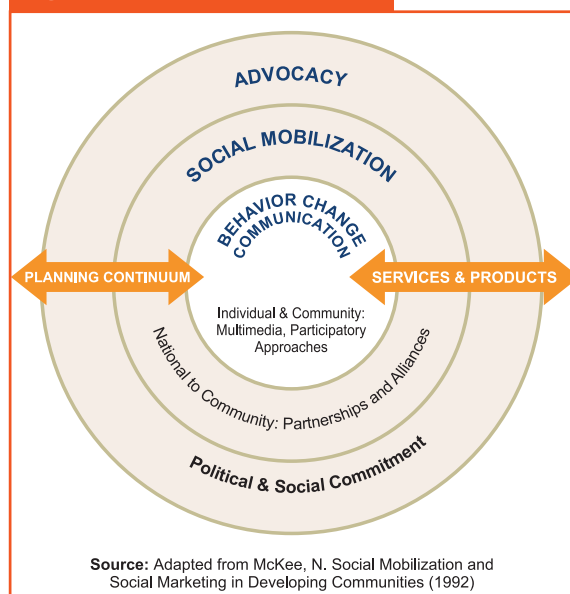 ADVOCACY
SOCIAL MOBILIZATION
BEHAVIOR CHANGE
COMMUNICATION
PLANNING CONTINUUM
SERVICES & PRODUCTS
Individual & Community:
Multimedia, Participatory
Approaches
National to Community: Partnerships and Alliances
Political & Social Commitment
Source: Adapted from McKee, N. Social Mobilization and
Social Marketing in Developing Communities (1992)